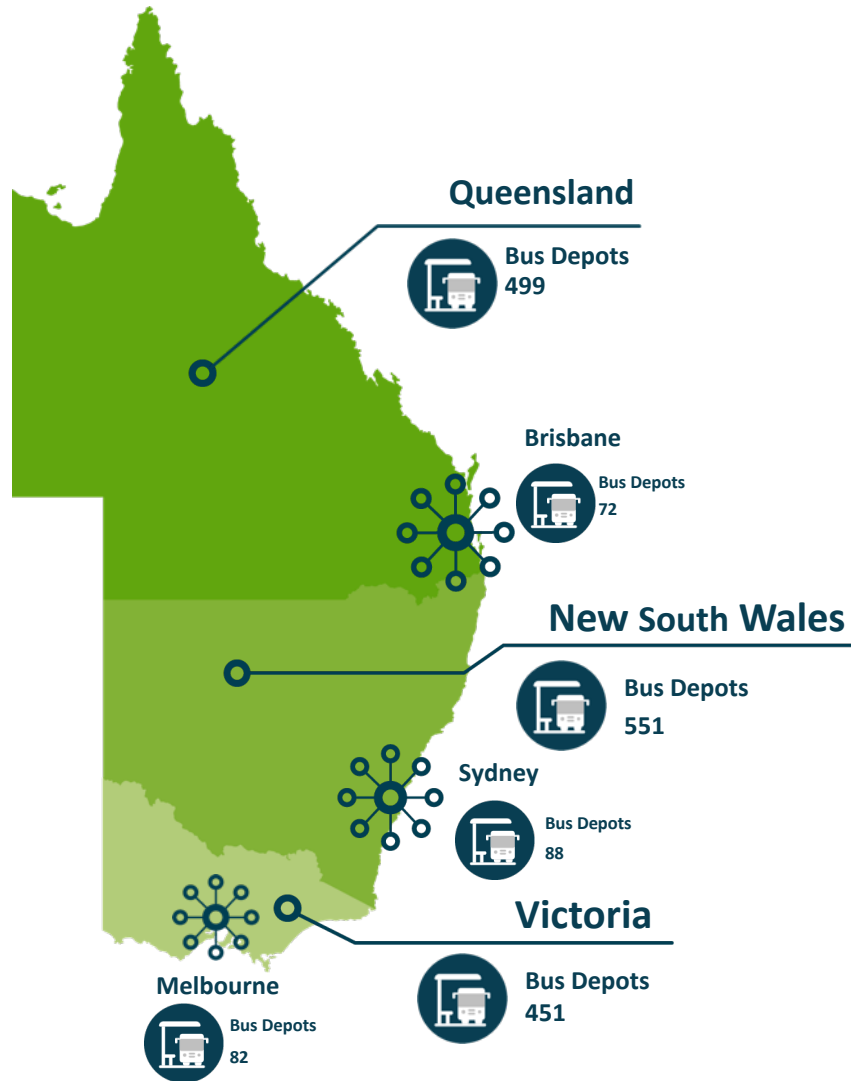 Queensland
Bus Depots
499
Brisbane
Bus Depots
72
New South Wales
Bus Depots
551
Sydney
Bus Depots
88
Victoria
Bus Depots
451
Melbourne
Bus Depots
82